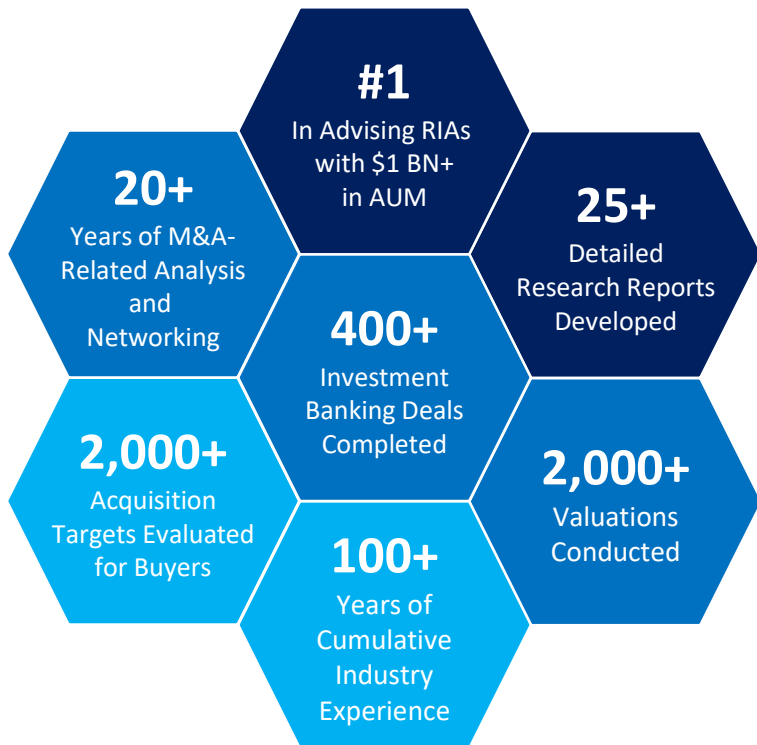 #1
In Advising RIAs
with $1 BN+
in AUM
20+
Years of M&A-
Related Analysis
and
Networking
25+
Detailed
Research Reports
Developed
400+
Investment
Banking Deals
Completed
2,000+
Acquisition
Targets Evaluated
for Buyers
2,000+
Valuations
Conducted
100+
Years of
Cumulative
Industry
Experience